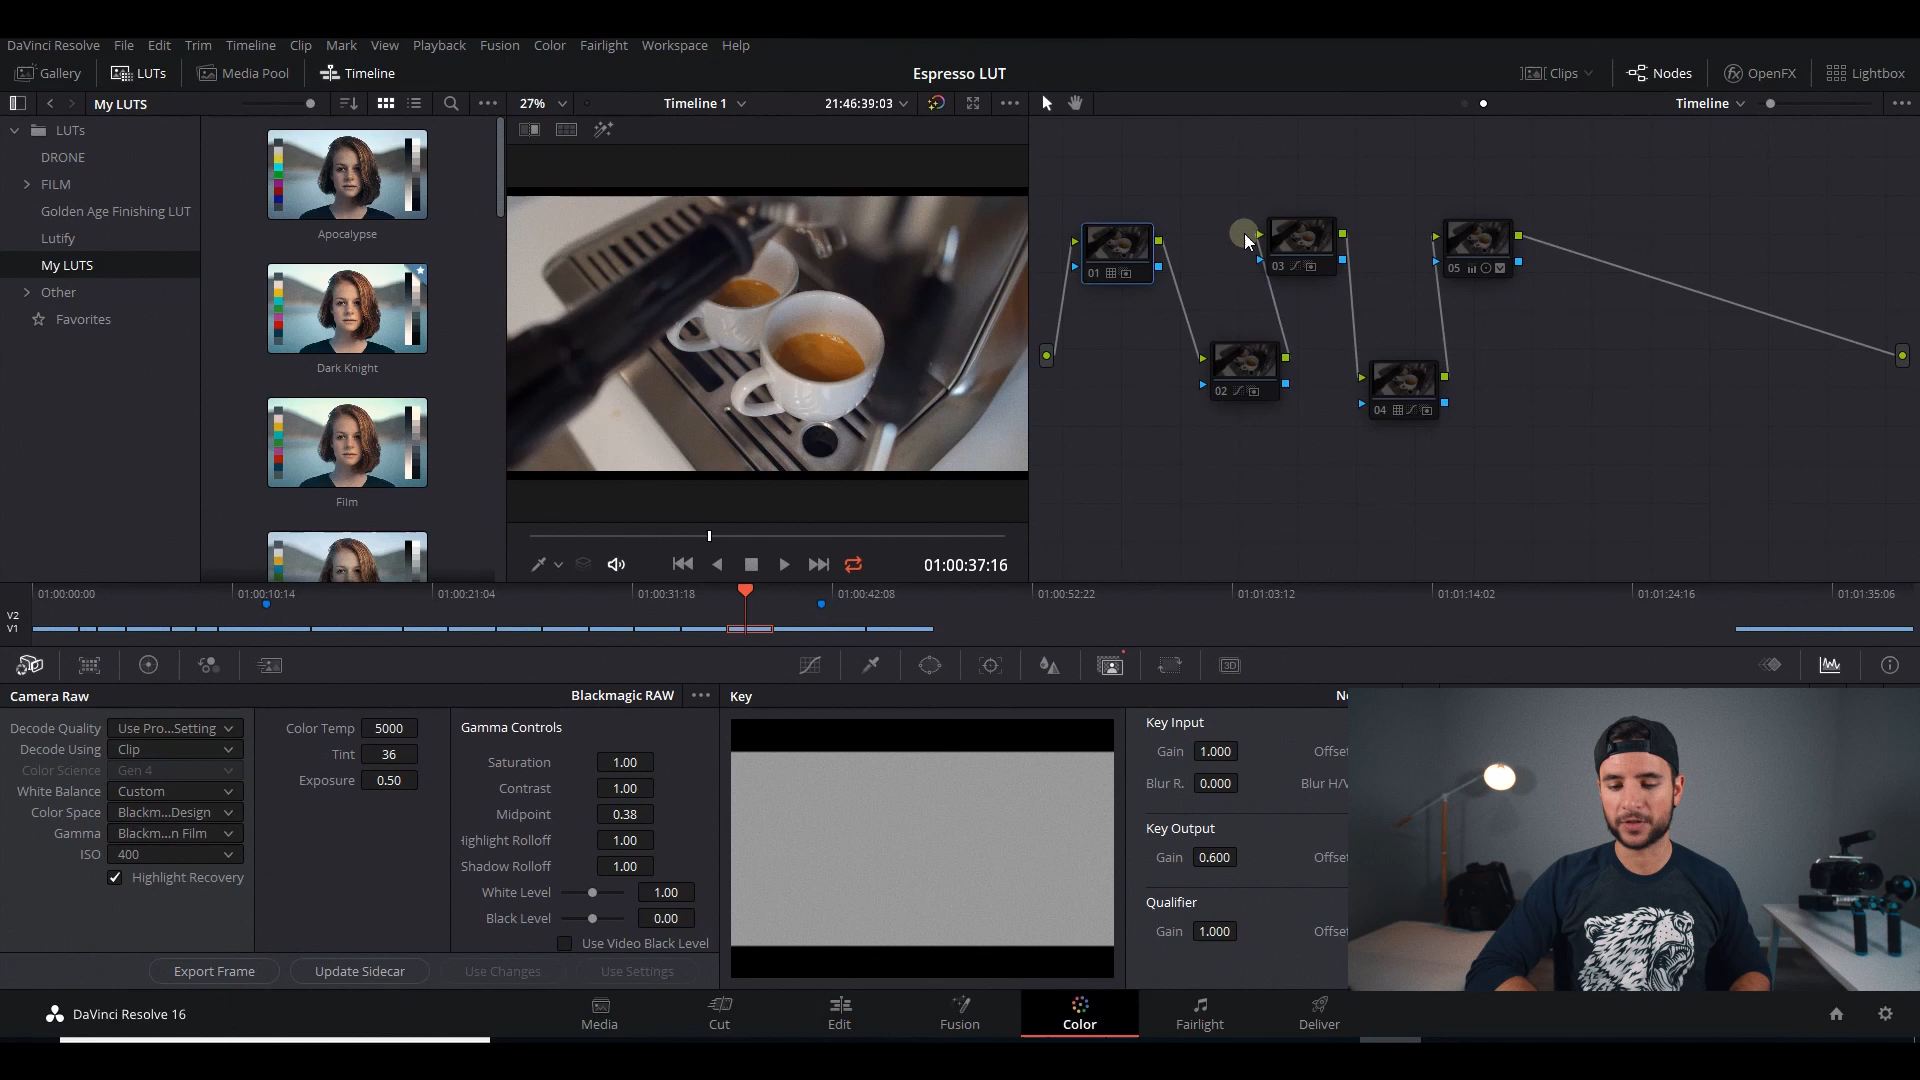 DaVinci Resolve File Edit Trim Timeline Clip Mark View Playback Fusion Color Fairlight Workspace Help
Gallery LUTs Media Pool Timeline Espresso LUT Clips Nodes OpenFX Lightbox
My LUTS 27% Timeline 1 21:46:39:03 Timeline
LUTs
DRONE
FILM
Golden Age Finishing LUT
Lutify
My LUTS
Other
Favorites
Apocalypse
Dark Knight
Film
01 03 05
02 04
01:00:37:16
01:00:00:00 01:00:10:14 01:00:21:04 01:00:31:18 01:00:42:08 01:00:52:22 01:01:03:12 01:01:14:02 01:01:24:16 01:01:35:06
V2
V1
3D
Camera Raw Blackmagic RAW Key
Decode Quality Use Pro...Setting
Decode Using Clip
Color Science Gen 4
White Balance Custom
Color Space Blackm...Design
Gamma Blackm...n Film
ISO 400
Highlight Recovery
Color Temp 5000
Tint 36
Exposure 0.50
Gamma Controls
Saturation 1.00
Contrast 1.00
Midpoint 0.38
Highlight Rolloff 1.00
Shadow Rolloff 1.00
White Level 1.00
Black Level 0.00
Use Video Black Level
Key Input
Gain 1.000 Offset
Blur R. 0.000 Blur H/V
Key Output
Gain 0.600 Offset
Qualifier
Gain 1.000 Offset
Export Frame Update Sidecar Use Changes Use Settings
DaVinci Resolve 16 Media Cut Edit Fusion Color Fairlight Deliver